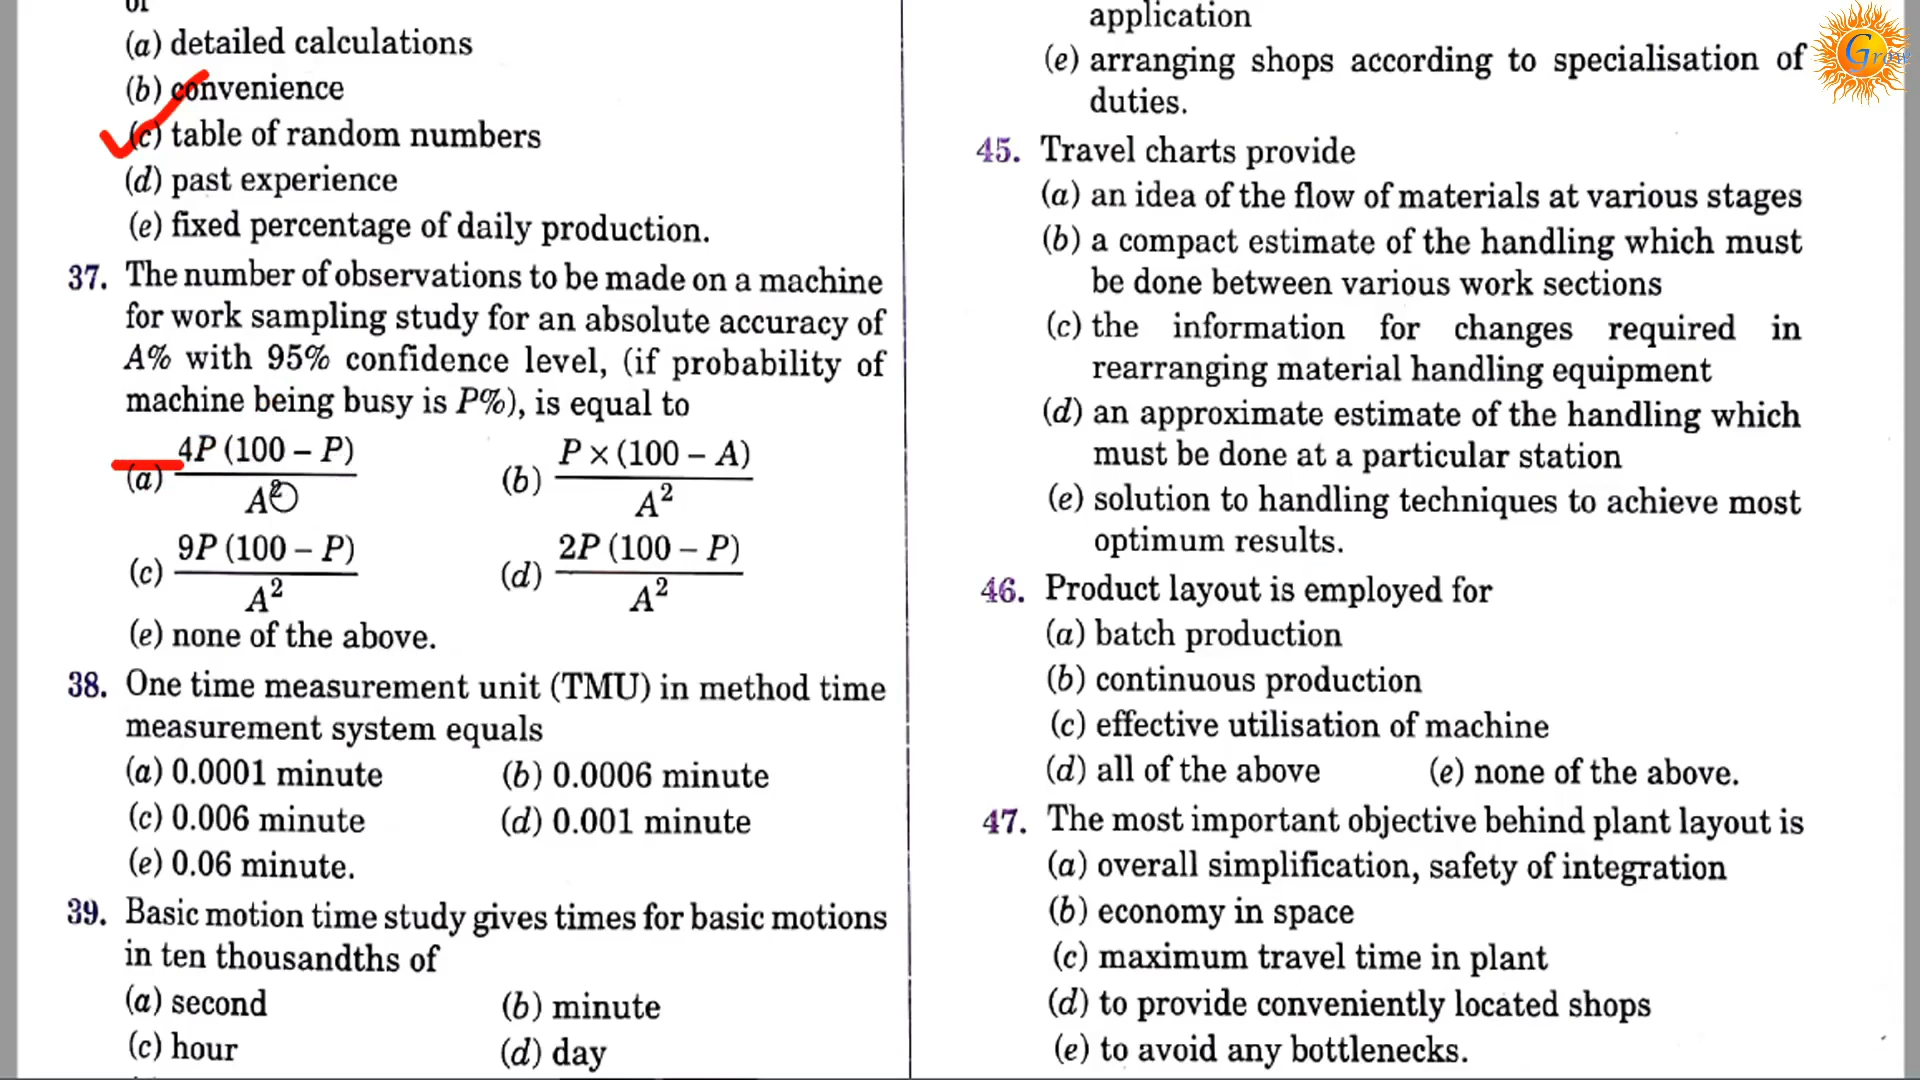 or
(a) detailed calculations
(b) convenience
(c) table of random numbers
(d) past experience
(e) fixed percentage of daily production.
37. The number of observations to be made on a machine
for work sampling study for an absolute accuracy of
A% with 95% confidence level, (if probability of
machine being busy is P%), is equal to
(a) 4P (100 – P) / A² (b) P × (100 – A) / A²
(c) 9P (100 – P) / A² (d) 2P (100 – P) / A²
(e) none of the above.
38. One time measurement unit (TMU) in method time
measurement system equals
(a) 0.0001 minute (b) 0.0006 minute
(c) 0.006 minute (d) 0.001 minute
(e) 0.06 minute.
39. Basic motion time study gives times for basic motions
in ten thousandths of
(a) second (b) minute
(c) hour (d) day
application
(e) arranging shops according to specialisation of
duties.
45. Travel charts provide
(a) an idea of the flow of materials at various stages
(b) a compact estimate of the handling which must
be done between various work sections
(c) the information for changes required in
rearranging material handling equipment
(d) an approximate estimate of the handling which
must be done at a particular station
(e) solution to handling techniques to achieve most
optimum results.
46. Product layout is employed for
(a) batch production
(b) continuous production
(c) effective utilisation of machine
(d) all of the above (e) none of the above.
47. The most important objective behind plant layout is
(a) overall simplification, safety of integration
(b) economy in space
(c) maximum travel time in plant
(d) to provide conveniently located shops
(e) to avoid any bottlenecks.
Grow